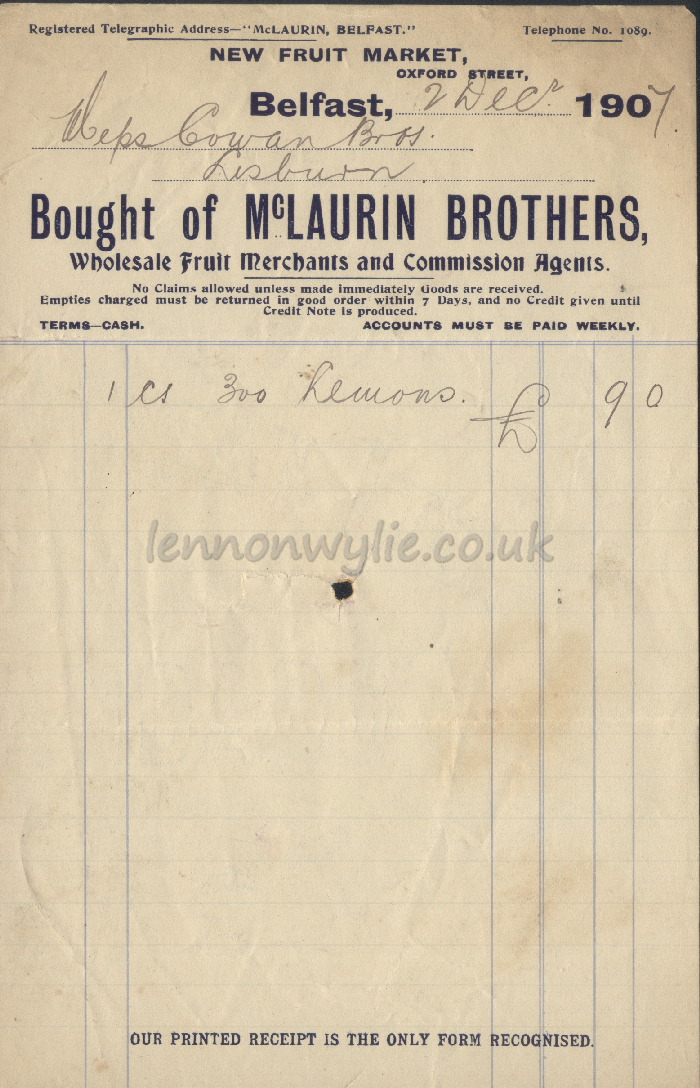 Registered Telegraphic Address—"McLAURIN, BELFAST." Telephone No. 1089.
NEW FRUIT MARKET,
OXFORD STREET,
Belfast, 2 Decr 1907
Mess Cowan Bros.
Lisburn
Bought of McLAURIN BROTHERS,
Wholesale Fruit Merchants and Commission Agents.
No Claims allowed unless made immediately Goods are received.
Empties charged must be returned in good order within 7 Days, and no Credit given until
Credit Note is produced.
TERMS—CASH. ACCOUNTS MUST BE PAID WEEKLY.
1 cs 300 Lemons. £ 9 0
lennonwylie.co.uk
OUR PRINTED RECEIPT IS THE ONLY FORM RECOGNISED.